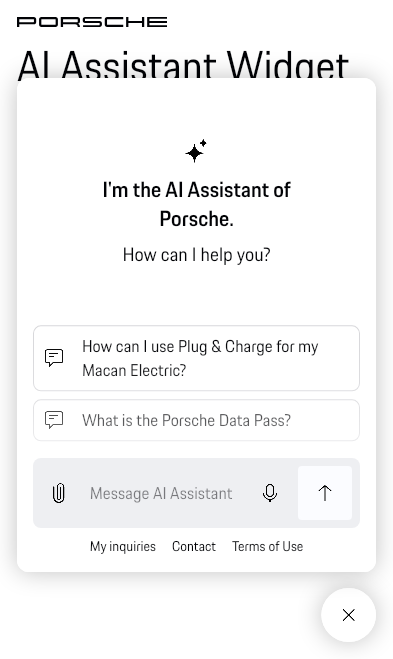 PORSCHE
AI Assistant Widget
I'm the AI Assistant of
Porsche.
How can I help you?
How can I use Plug & Charge for my
Macan Electric?
What is the Porsche Data Pass?
Message AI Assistant
My inquiries Contact Terms of Use